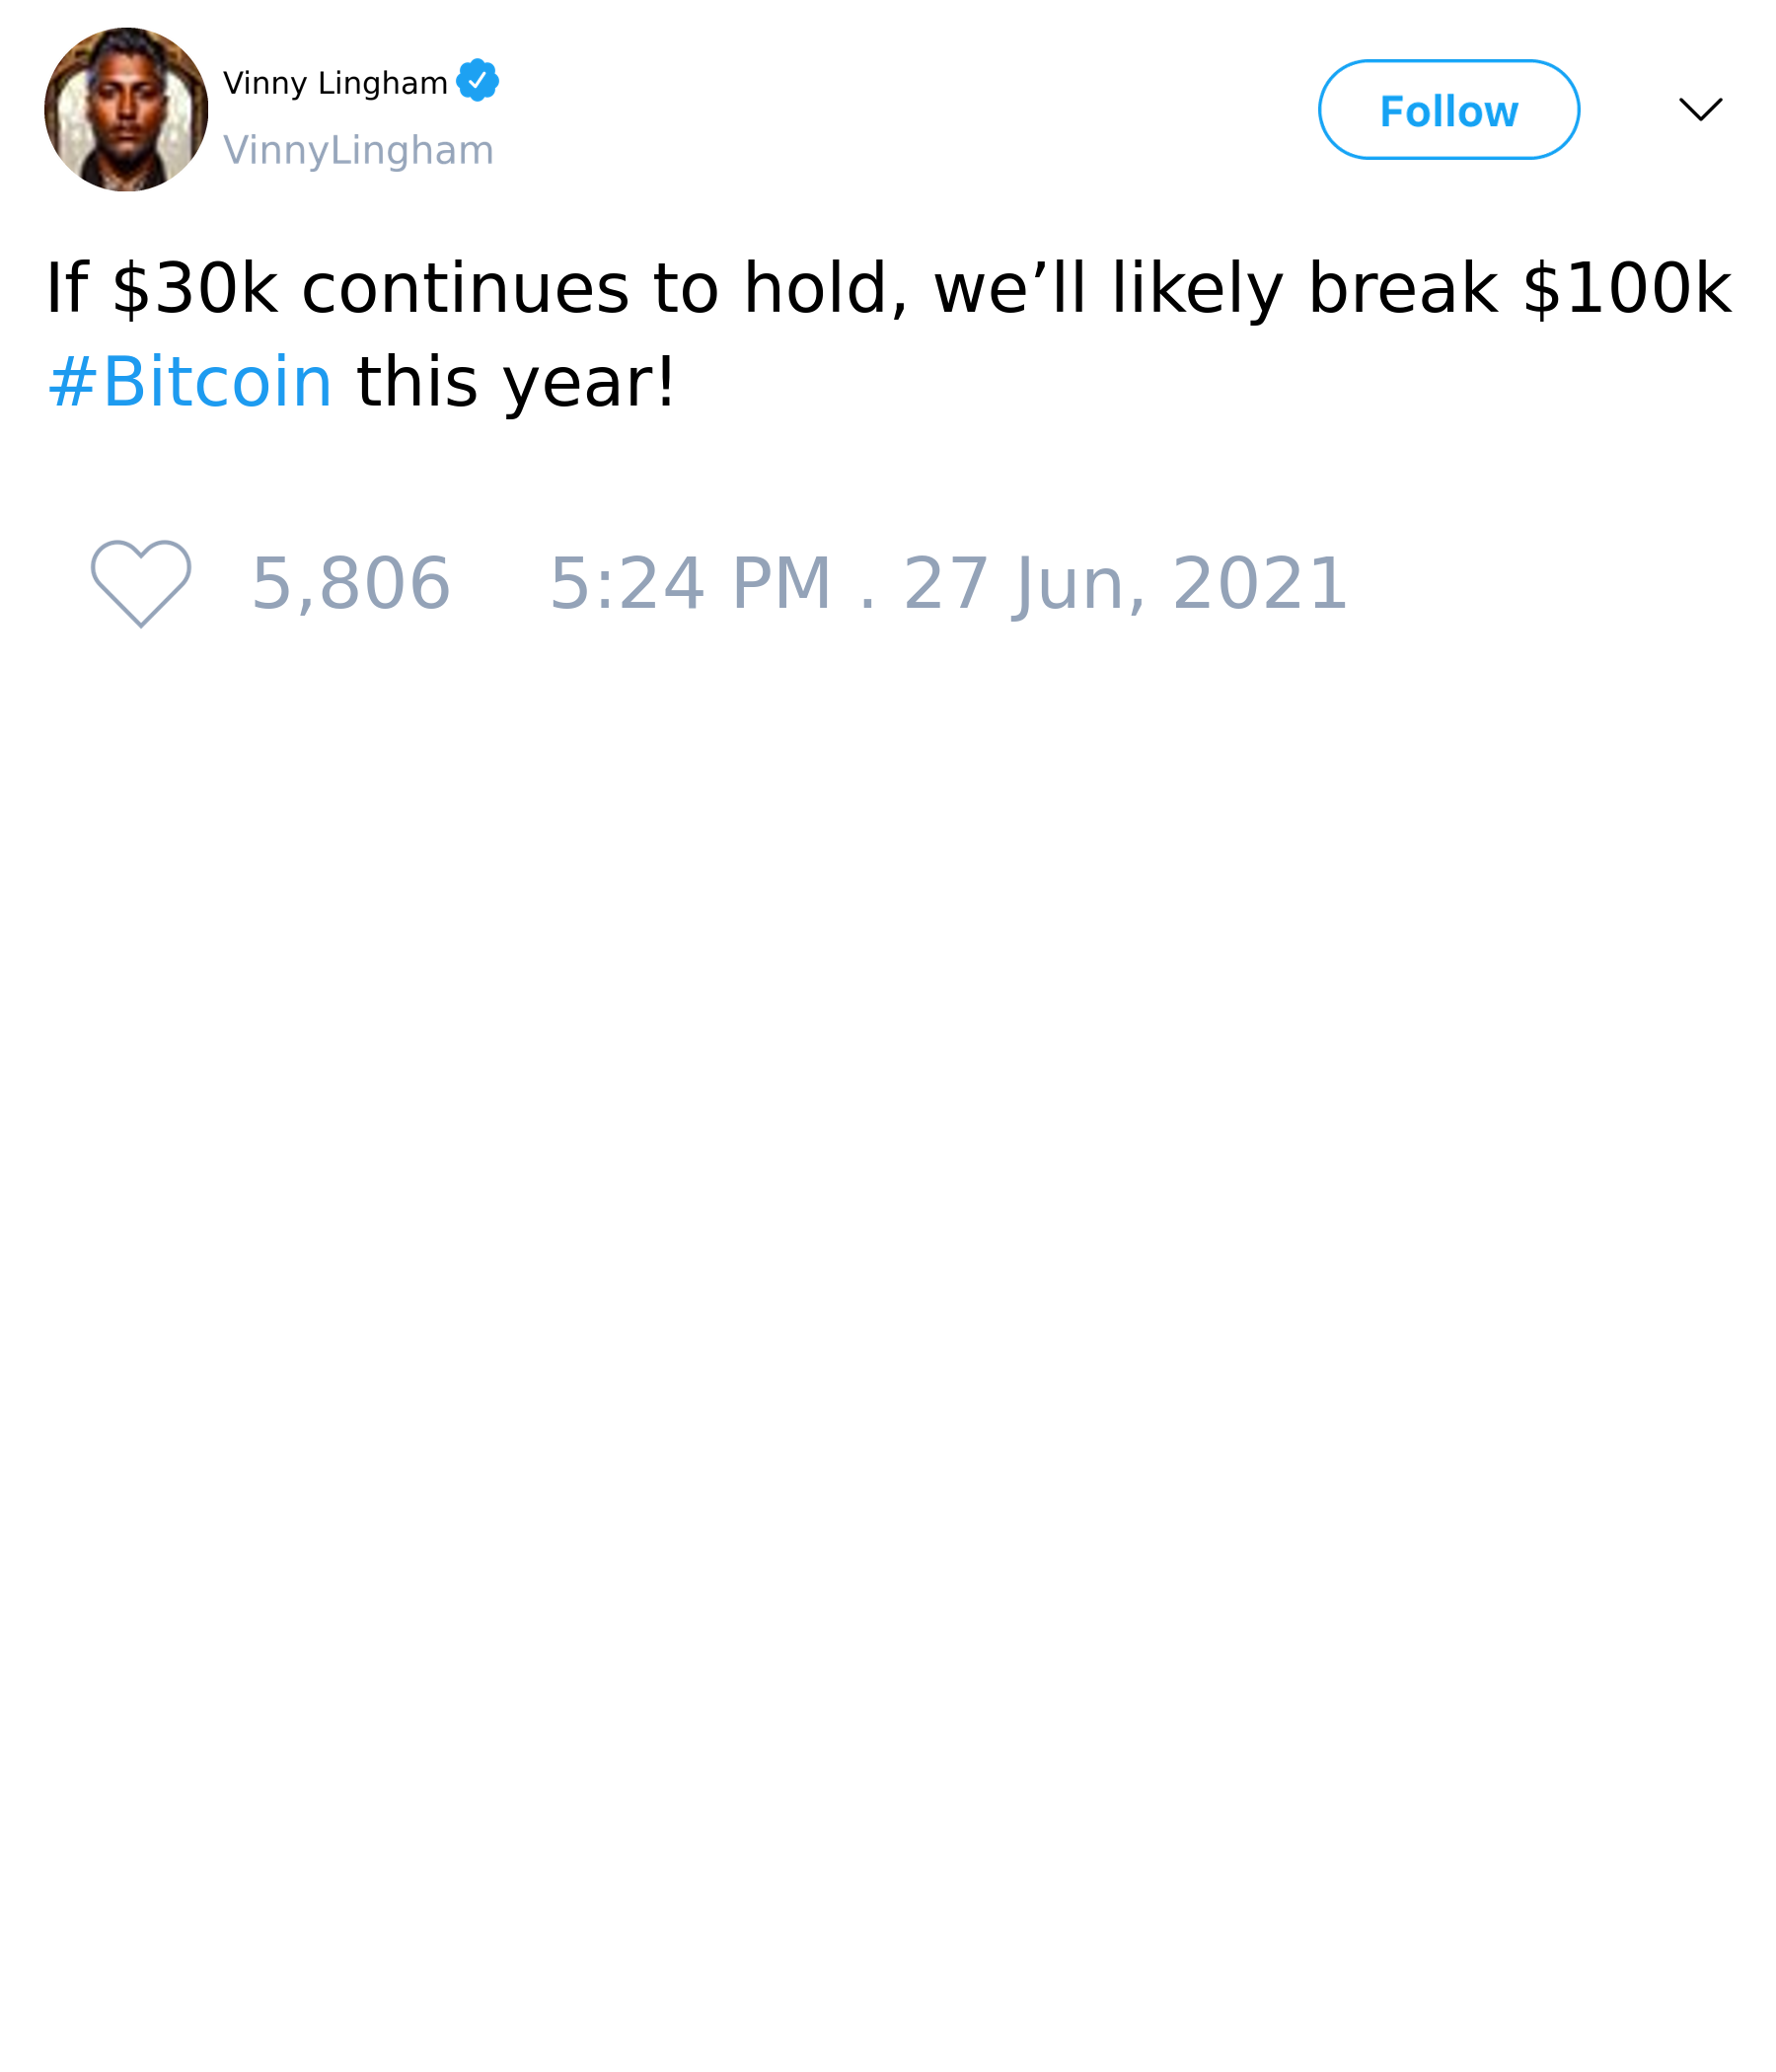 Vinny Lingham
VinnyLingham
Follow
If $30k continues to hold, we’ll likely break $100k
#Bitcoin this year!
5,806 5:24 PM . 27 Jun, 2021